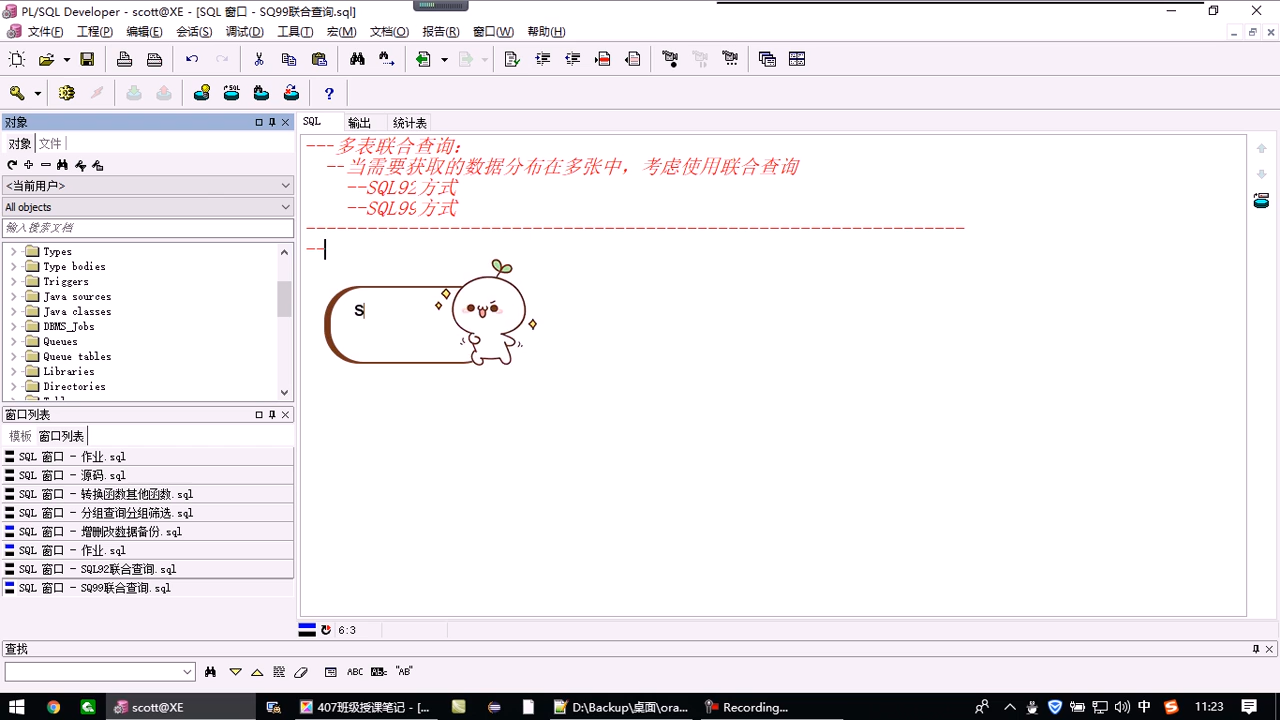 PL/SQL Developer - scott@XE - [SQL 窗口 - SQ99联合查询.sql]
文件(F) 工程(P) 编辑(E) 会话(S) 调试(D) 工具(T) 宏(M) 文档(O) 报告(R) 窗口(W) 帮助(H)
对象
对象 文件
<当前用户>
All objects
输入搜索文字
Types
Type bodies
Triggers
Java sources
Java classes
DBMS_Jobs
Queues
Queue tables
Libraries
Directories
窗口列表
模板 窗口列表
SQL 窗口 - 作业.sql
SQL 窗口 - 源码.sql
SQL 窗口 - 转换函数其他函数.sql
SQL 窗口 - 分组查询分组筛选.sql
SQL 窗口 - 增删改数据备份.sql
SQL 窗口 - 作业.sql
SQL 窗口 - SQL92联合查询.sql
SQL 窗口 - SQ99联合查询.sql
SQL 输出 统计表
---多表联合查询:
--当需要获取的数据分布在多张中，考虑使用联合查询
--SQL92方式
--SQL99方式
----------------------------------------------------------------
--
S
6:3
查找
ABC "AB"
scott@XE
407班级授课笔记 - [...
D:\Backup\桌面\ora...
Recording...
中
11:23